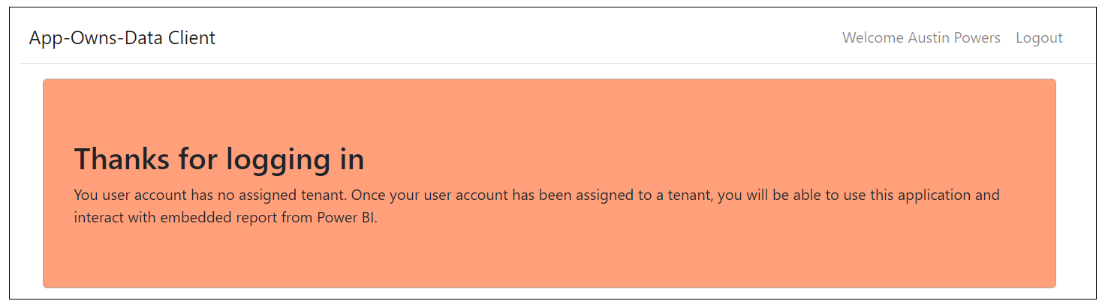 App-Owns-Data Client
Welcome Austin Powers Logout
Thanks for logging in
You user account has no assigned tenant. Once your user account has been assigned to a tenant, you will be able to use this application and
interact with embedded report from Power BI.